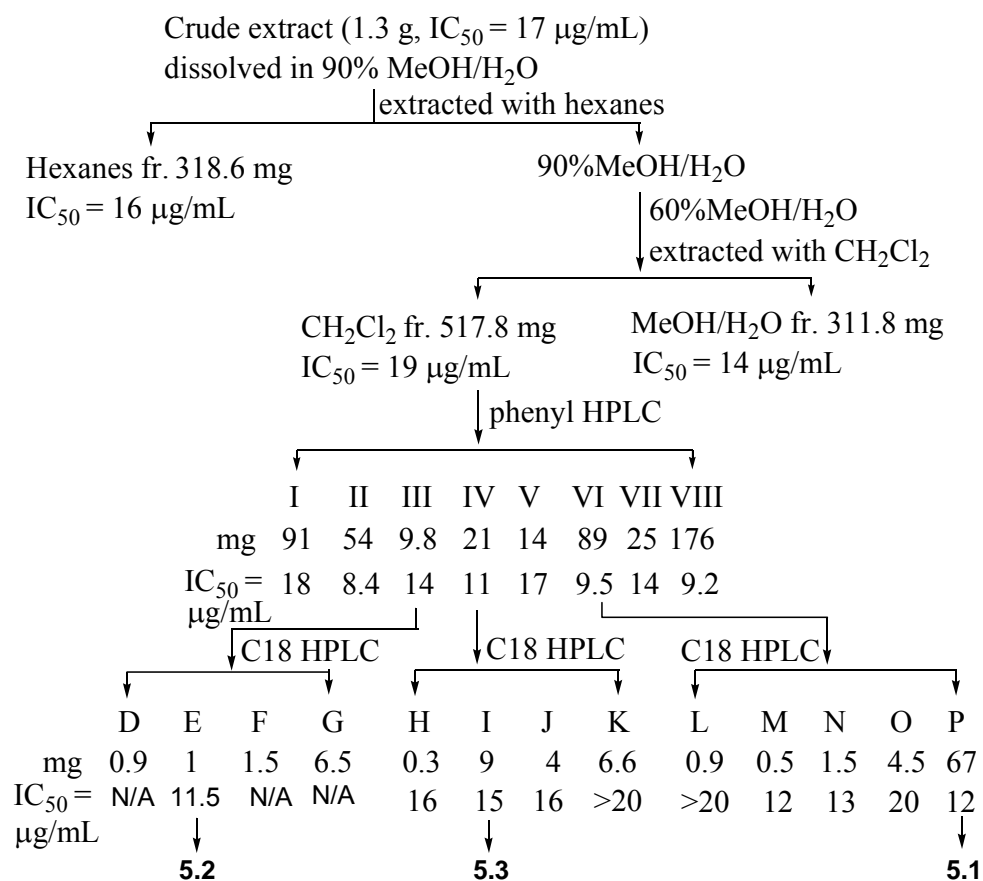 Crude extract (1.3 g, IC50 = 17 μg/mL)
dissolved in 90% MeOH/H2O
extracted with hexanes
Hexanes fr. 318.6 mg
IC50 = 16 μg/mL
90%MeOH/H2O
60%MeOH/H2O
extracted with CH2Cl2
CH2Cl2 fr. 517.8 mg
IC50 = 19 μg/mL
MeOH/H2O fr. 311.8 mg
IC50 = 14 μg/mL
phenyl HPLC
I II III IV V VI VII VIII
mg 91 54 9.8 21 14 89 25 176
IC50 = 18 8.4 14 11 17 9.5 14 9.2
μg/mL
C18 HPLC C18 HPLC C18 HPLC
D E F G H I J K L M N O P
mg 0.9 1 1.5 6.5 0.3 9 4 6.6 0.9 0.5 1.5 4.5 67
IC50 = N/A 11.5 N/A N/A 16 15 16 >20 >20 12 13 20 12
μg/mL
5.2 5.3 5.1